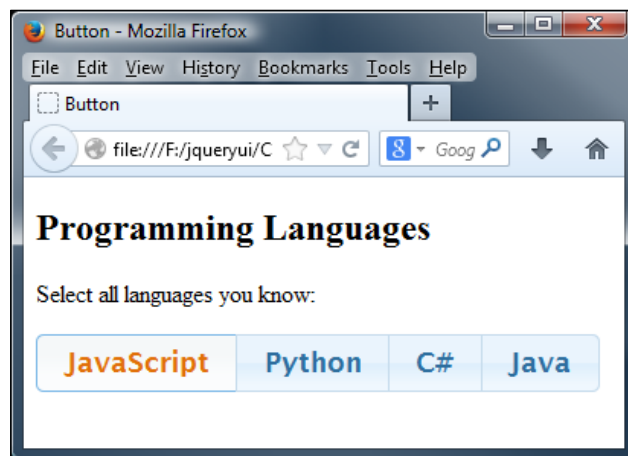 Button - Mozilla Firefox
File Edit View History Bookmarks Tools Help
Button +
file:///F:/jqueryui/C 8 Goog
Programming Languages
Select all languages you know:
JavaScript Python C# Java